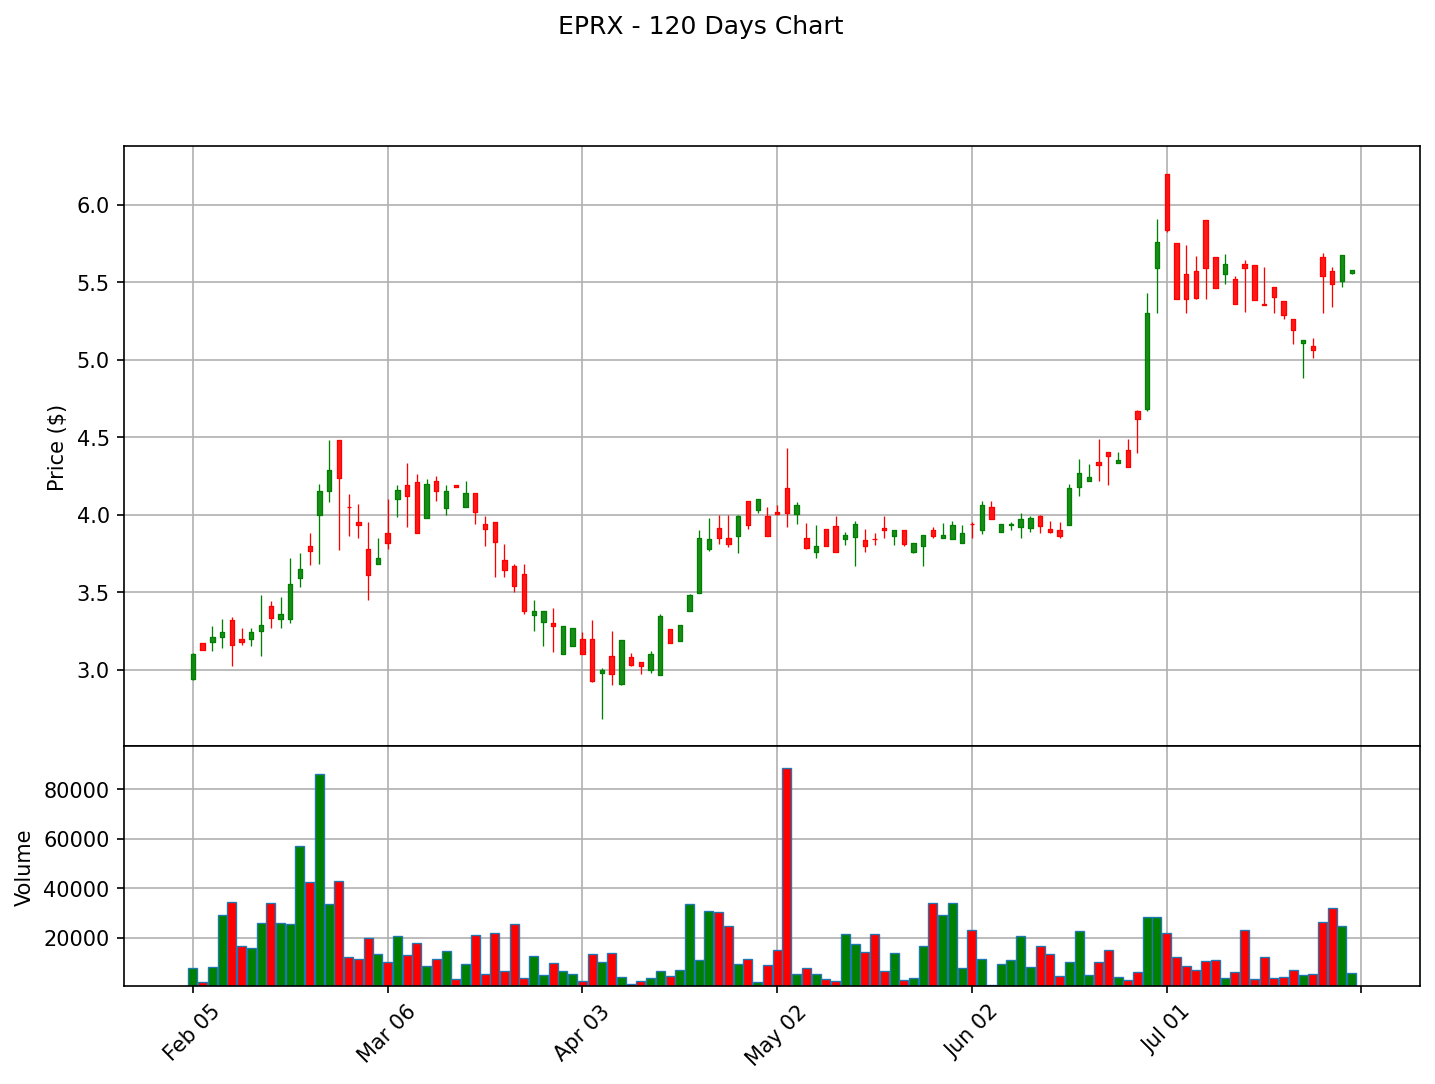 EPRX - 120 Days Chart
Price ($)
6.0
5.5
5.0
4.5
4.0
3.5
3.0
Volume
80000
60000
40000
20000
Feb 05
Mar 06
Apr 03
May 02
Jun 02
Jul 01